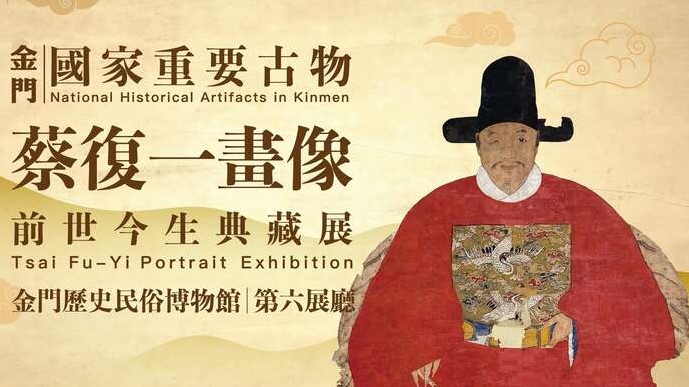 金門 國家重要古物
National Historical Artifacts in Kinmen
蔡復一畫像
前世今生典藏展
Tsai Fu-Yi Portrait Exhibition
金門歷史民俗博物館|第六展廳